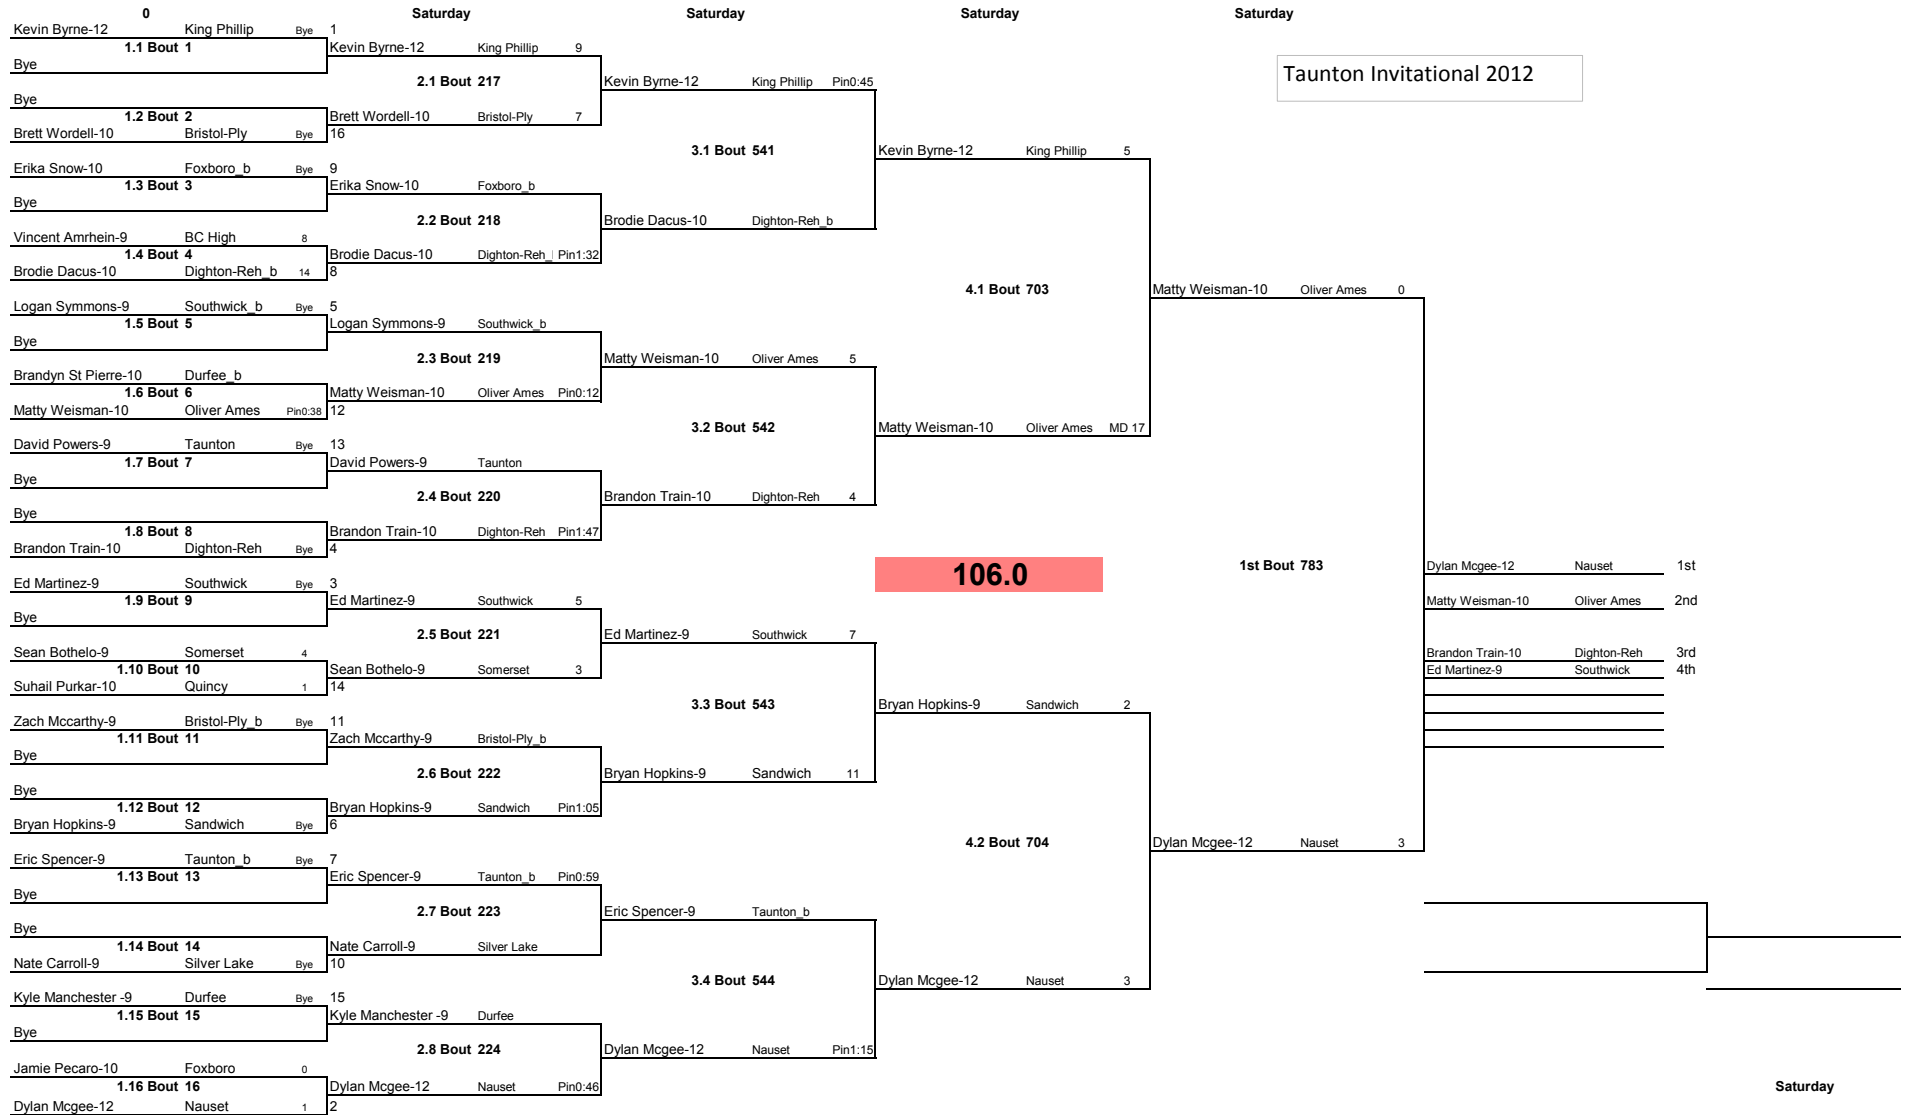 0 Saturday Saturday Saturday Saturday
Kevin Byrne-12 King Phillip Bye 1
1.1 Bout 1 Kevin Byrne-12 King Phillip 9
Bye
2.1 Bout 217 Kevin Byrne-12 King Phillip Pin0:45
Taunton Invitational 2012
Bye
1.2 Bout 2 Brett Wordell-10 Bristol-Ply 7
Brett Wordell-10 Bristol-Ply Bye 16
3.1 Bout 541 Kevin Byrne-12 King Phillip 5
Erika Snow-10 Foxboro_b Bye 9
1.3 Bout 3 Erika Snow-10 Foxboro_b
Bye
2.2 Bout 218 Brodie Dacus-10 Dighton-Reh_b
Vincent Amrhein-9 BC High 8
1.4 Bout 4 Brodie Dacus-10 Dighton-Reh_ Pin1:32
Brodie Dacus-10 Dighton-Reh_b 14 8
4.1 Bout 703 Matty Weisman-10 Oliver Ames 0
Logan Symmons-9 Southwick_b Bye 5
1.5 Bout 5 Logan Symmons-9 Southwick_b
Bye
2.3 Bout 219 Matty Weisman-10 Oliver Ames 5
Brandyn St Pierre-10 Durfee_b
1.6 Bout 6 Matty Weisman-10 Oliver Ames Pin0:12
Matty Weisman-10 Oliver Ames Pin0:38 12
3.2 Bout 542 Matty Weisman-10 Oliver Ames MD 17
David Powers-9 Taunton Bye 13
1.7 Bout 7 David Powers-9 Taunton
Bye
2.4 Bout 220 Brandon Train-10 Dighton-Reh 4
Bye
1.8 Bout 8 Brandon Train-10 Dighton-Reh Pin1:47
Brandon Train-10 Dighton-Reh Bye 4
106.0 1st Bout 783 Dylan Mcgee-12 Nauset 1st
Ed Martinez-9 Southwick Bye 3
1.9 Bout 9 Ed Martinez-9 Southwick 5 Matty Weisman-10 Oliver Ames 2nd
Bye
2.5 Bout 221 Ed Martinez-9 Southwick 7
Sean Bothelo-9 Somerset 4 Brandon Train-10 Dighton-Reh 3rd
1.10 Bout 10 Sean Bothelo-9 Somerset 3 Ed Martinez-9 Southwick 4th
Suhail Purkar-10 Quincy 1 14
3.3 Bout 543 Bryan Hopkins-9 Sandwich 2
Zach Mccarthy-9 Bristol-Ply_b Bye 11
1.11 Bout 11 Zach Mccarthy-9 Bristol-Ply_b
Bye
2.6 Bout 222 Bryan Hopkins-9 Sandwich 11
Bye
1.12 Bout 12 Bryan Hopkins-9 Sandwich Pin1:05
Bryan Hopkins-9 Sandwich Bye 6
4.2 Bout 704 Dylan Mcgee-12 Nauset 3
Eric Spencer-9 Taunton_b Bye 7
1.13 Bout 13 Eric Spencer-9 Taunton_b Pin0:59
Bye
2.7 Bout 223 Eric Spencer-9 Taunton_b
Bye
1.14 Bout 14 Nate Carroll-9 Silver Lake
Nate Carroll-9 Silver Lake Bye 10
3.4 Bout 544 Dylan Mcgee-12 Nauset 3
Kyle Manchester -9 Durfee Bye 15
1.15 Bout 15 Kyle Manchester -9 Durfee
Bye
2.8 Bout 224 Dylan Mcgee-12 Nauset Pin1:15
Jamie Pecaro-10 Foxboro 0
1.16 Bout 16 Dylan Mcgee-12 Nauset Pin0:46 Saturday
Dylan Mcgee-12 Nauset 1 2